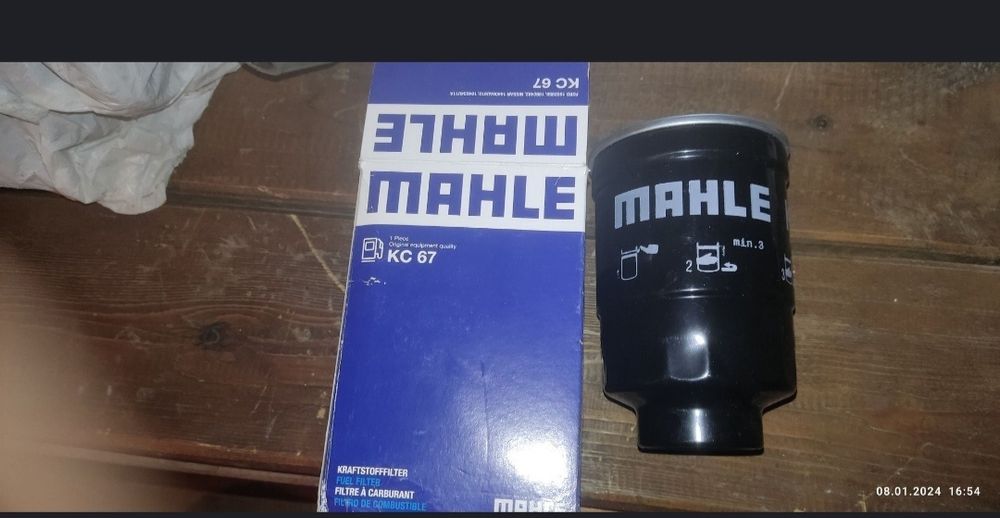 KC 67
MAHLE
MAHLE
1 Piece
Original equipment quality
KC 67
KRAFTSTOFFFILTER
FUEL FILTER
FILTRE À CARBURANT
FILTRO DE COMBUSTIBLE
MAHLE
MAHLE
min.3
2
3
08.01.2024 16:54